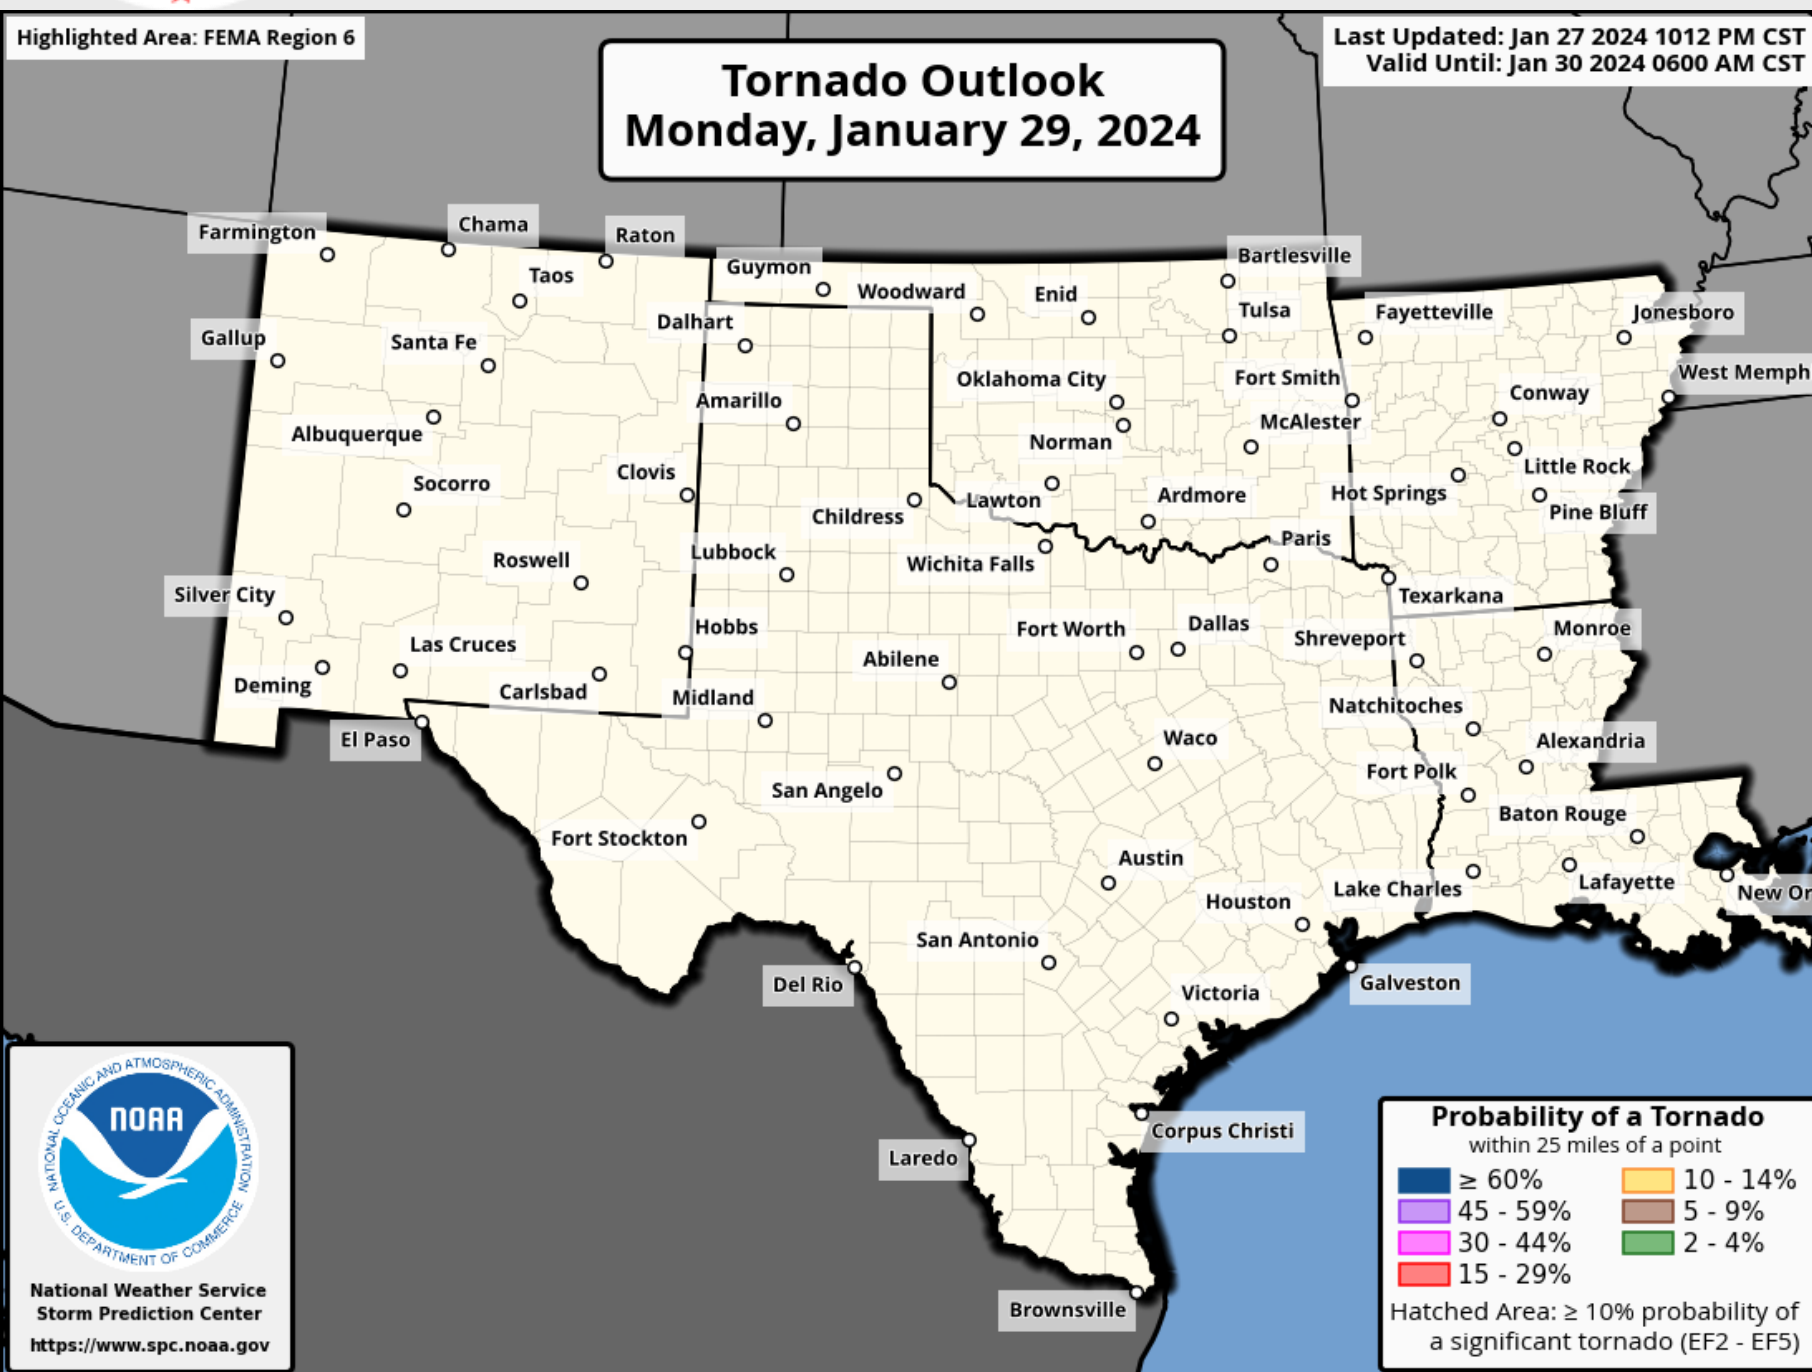 Highlighted Area: FEMA Region 6
Tornado Outlook
Monday, January 29, 2024
Last Updated: Jan 27 2024 1012 PM CST
Valid Until: Jan 30 2024 0600 AM CST
Farmington
Chama
Raton
Taos
Guymon
Woodward
Enid
Bartlesville
Tulsa
Fayetteville
Jonesboro
Gallup
Santa Fe
Dalhart
Oklahoma City
Fort Smith
Conway
West Memph
Amarillo
Albuquerque
Norman
McAlester
Little Rock
Socorro
Clovis
Childress
Lawton
Ardmore
Hot Springs
Pine Bluff
Roswell
Lubbock
Wichita Falls
Paris
Silver City
Texarkana
Las Cruces
Hobbs
Fort Worth
Dallas
Shreveport
Monroe
Deming
Carlsbad
Midland
Abilene
Natchitoches
El Paso
Waco
Alexandria
Fort Polk
San Angelo
Baton Rouge
Fort Stockton
Austin
Lake Charles
Lafayette
New Or
Houston
San Antonio
Del Rio
Galveston
Victoria
Corpus Christi
Laredo
Brownsville
NATIONAL OCEANIC AND ATMOSPHERIC ADMINISTRATION
NOAA
U.S. DEPARTMENT OF COMMERCE
National Weather Service
Storm Prediction Center
https://www.spc.noaa.gov
Probability of a Tornado
within 25 miles of a point
≥ 60% 10 - 14%
45 - 59% 5 - 9%
30 - 44% 2 - 4%
15 - 29%
Hatched Area: ≥ 10% probability of
a significant tornado (EF2 - EF5)